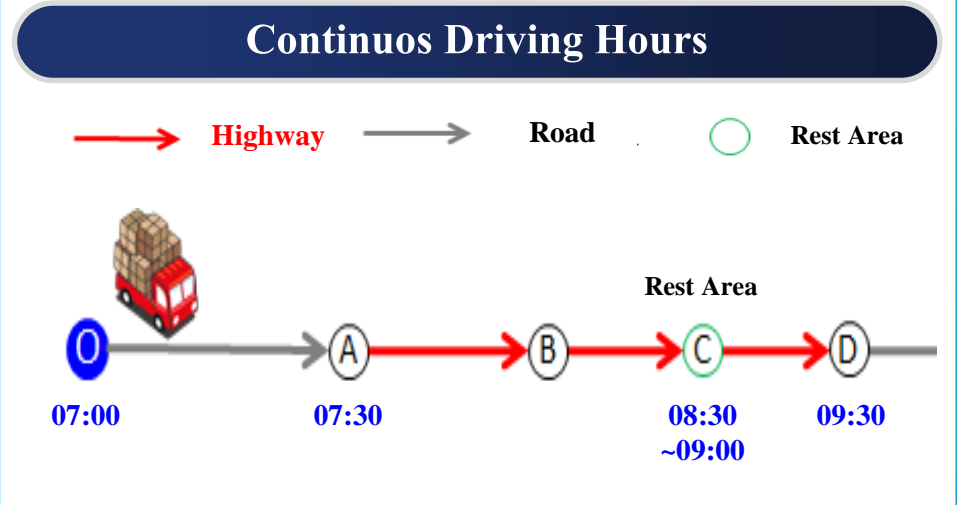 Continuos Driving Hours
Highway
Road
Rest Area
Rest Area
O
A
B
C
D
07:00
07:30
08:30
~09:00
09:30